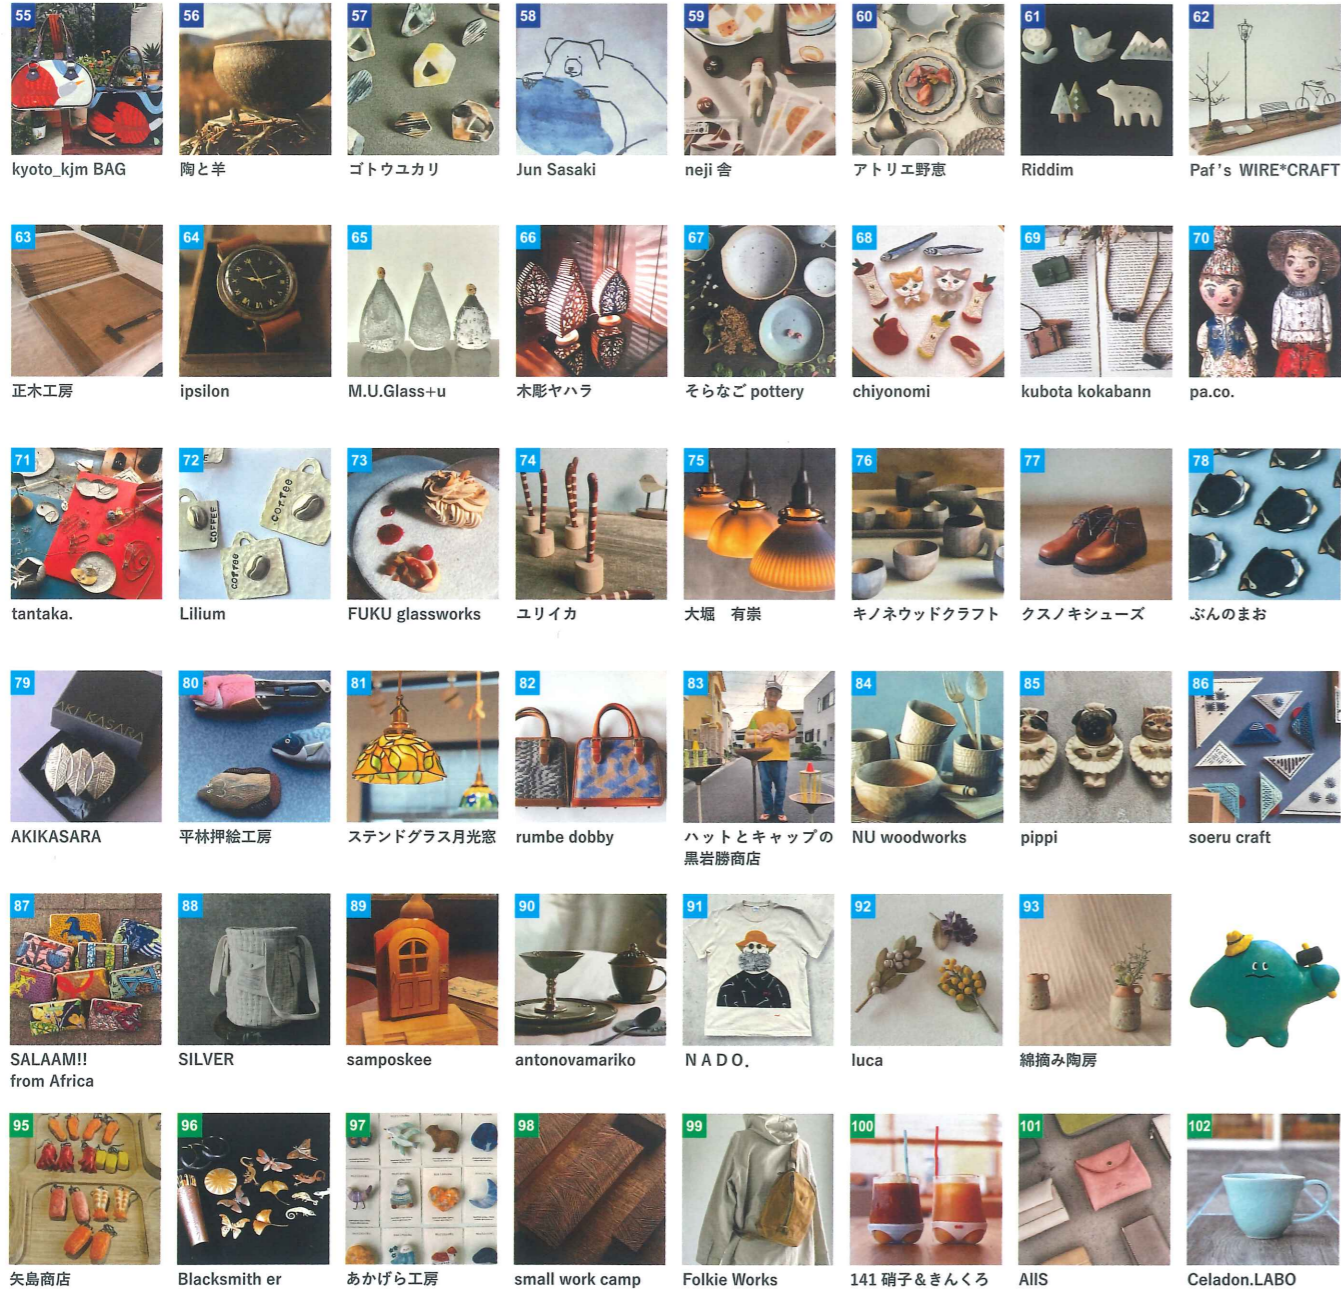 55
56
57
58
59
60
61
62
kyoto_kjm BAG
陶と羊
ゴトウユカリ
Jun Sasaki
neji 舎
アトリエ野恵
Riddim
Paf's WIRE*CRAFT
63
64
65
66
67
68
69
70
正木工房
ipsilon
M.U.Glass+u
木彫ヤハラ
そらなご pottery
chiyonomi
kubota kokabann
pa.co.
71
72
73
74
75
76
77
78
COFFEE
COFFee
COFFee
tantaka.
Lilium
FUKU glassworks
ユリイカ
大堀 有崇
キノネウッドクラフト
クスノキシューズ
ぶんのまお
79
80
81
82
83
84
85
86
AKI KASARA
AKIKASARA
平林押絵工房
ステンドグラス月光窓
rumbe dobby
ハットとキャップの
黒岩勝商店
NU woodworks
pippi
soeru craft
87
88
89
90
91
92
93
SALAAM!!
from Africa
SILVER
samposkee
antonovamariko
NADO.
luca
綿摘み陶房
95
96
97
98
99
100
101
102
矢島商店
Blacksmith er
あかげら工房
small work camp
Folkie Works
141 硝子&きんくろ
AllS
Celadon.LABO